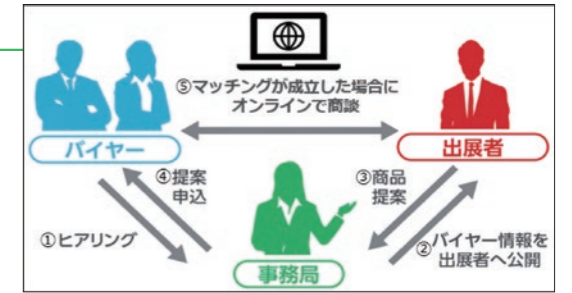 ⑤マッチングが成立した場合に
オンラインで商談
バイヤー
出展者
④提案
申込
③商品
提案
①ヒアリング
②バイヤー情報を
出展者へ公開
事務局